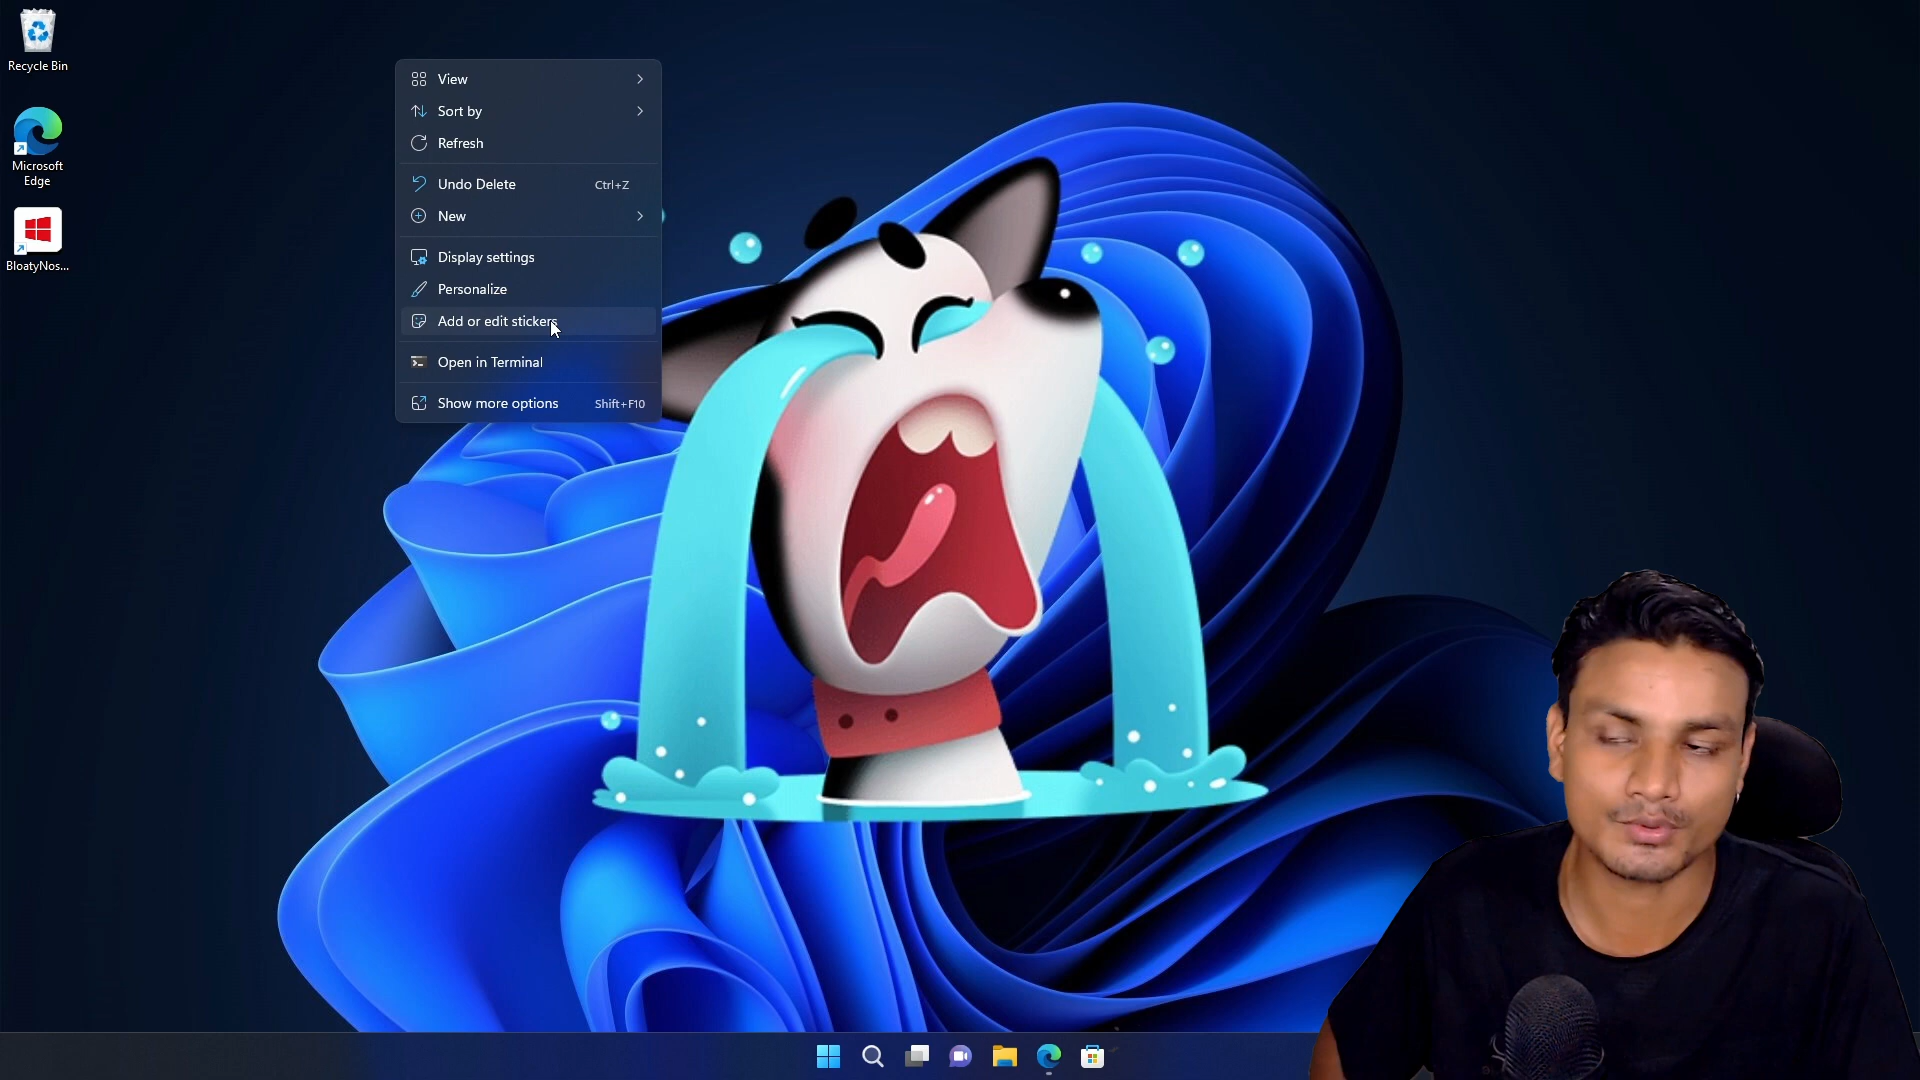 Recycle Bin
Microsoft
Edge
BloatyNos...
View
Sort by
Refresh
Undo Delete Ctrl+Z
New
Display settings
Personalize
Add or edit stickers
Open in Terminal
Show more options Shift+F10